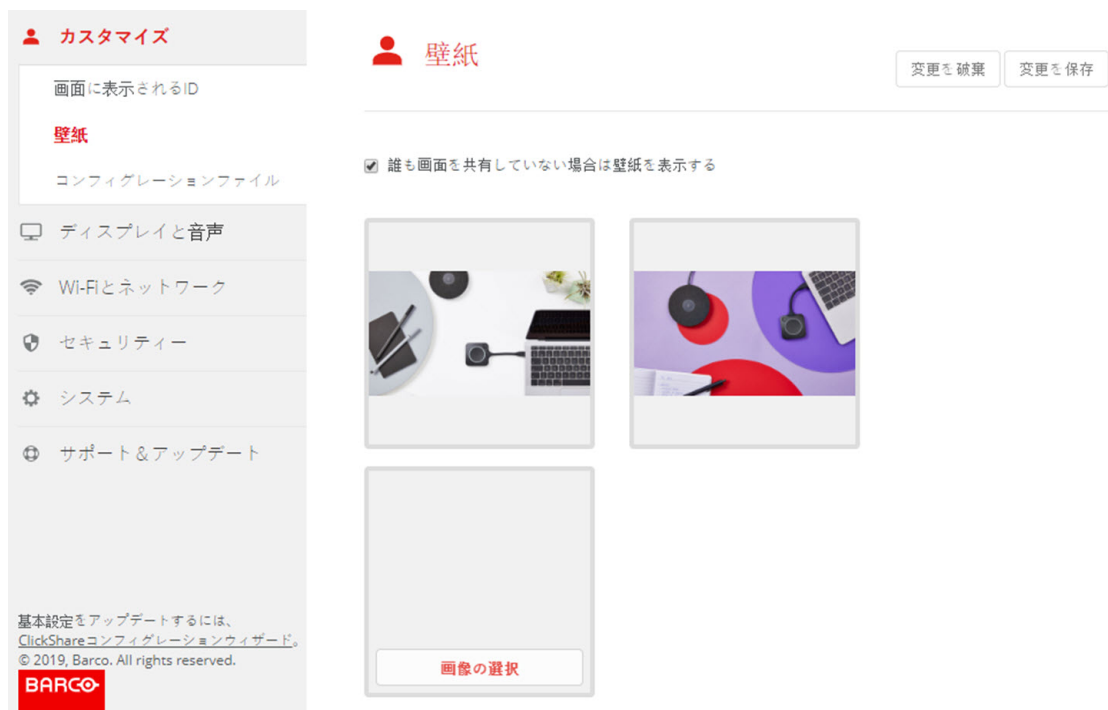 カスタマイズ
画面に表示されるID
壁紙
コンフィグレーションファイル
ディスプレイと音声
Wi-Fiとネットワーク
セキュリティー
システム
サポート＆アップデート
基本設定をアップデートするには、
ClickShareコンフィグレーションウィザード。
© 2019, Barco. All rights reserved.
BARCO
壁紙
変更を破棄
変更を保存
誰も画面を共有していない場合は壁紙を表示する
画像の選択